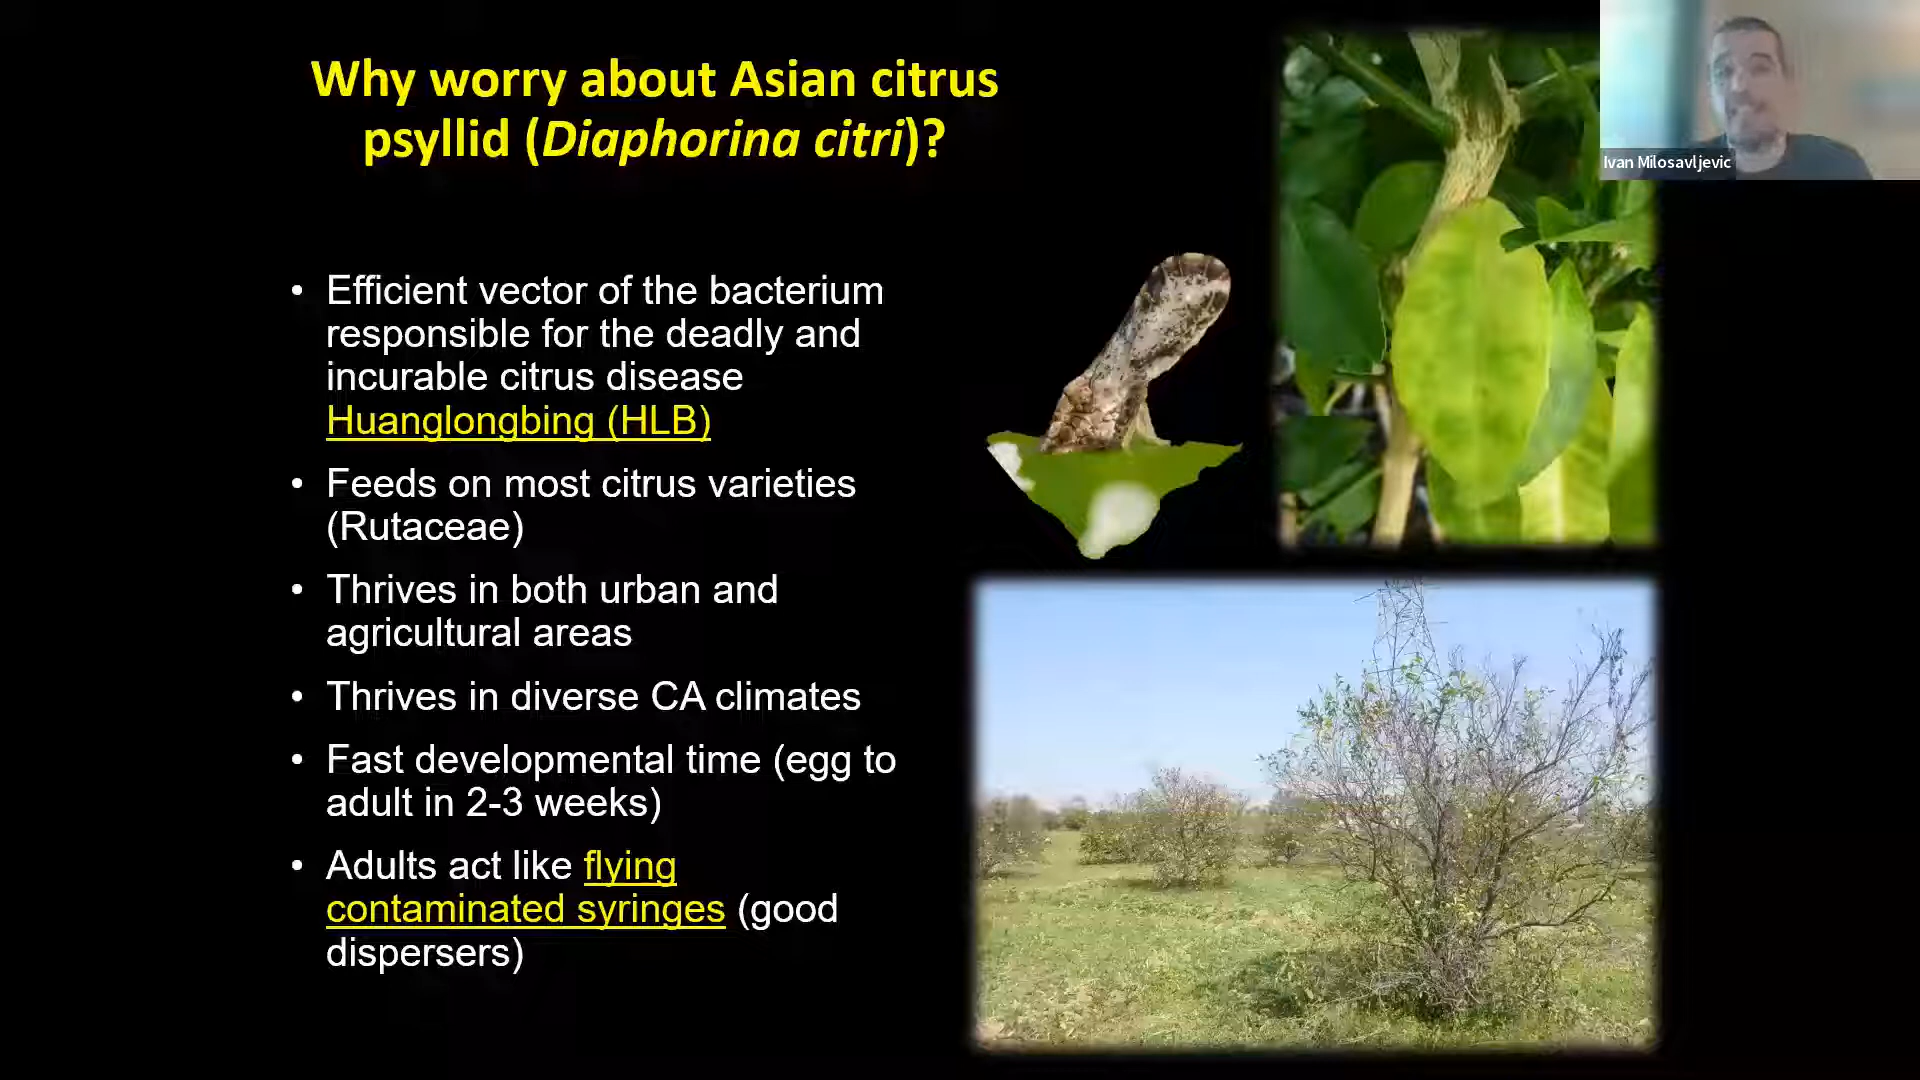 Why worry about Asian citrus
psyllid (Diaphorina citri)?
Ivan Milosavljevic
• Efficient vector of the bacterium
responsible for the deadly and
incurable citrus disease
Huanglongbing (HLB)
• Feeds on most citrus varieties
(Rutaceae)
• Thrives in both urban and
agricultural areas
• Thrives in diverse CA climates
• Fast developmental time (egg to
adult in 2-3 weeks)
• Adults act like flying
contaminated syringes (good
dispersers)